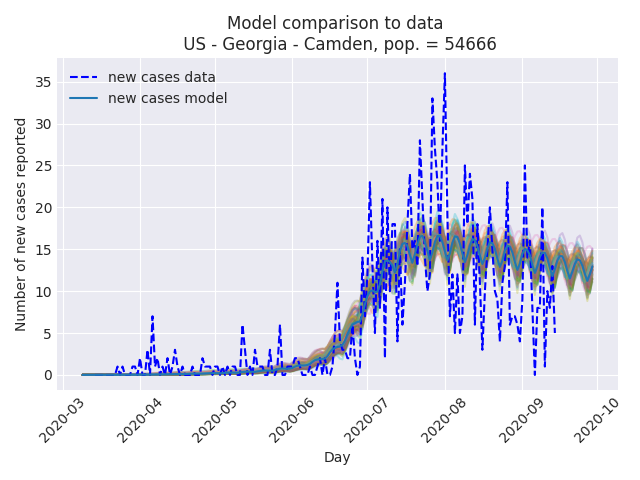 Model comparison to data
US - Georgia - Camden, pop. = 54666
new cases data
new cases model
Number of new cases reported
35
30
25
20
15
10
5
0
2020-03
2020-04
2020-05
2020-06
2020-07
2020-08
2020-09
2020-10
Day